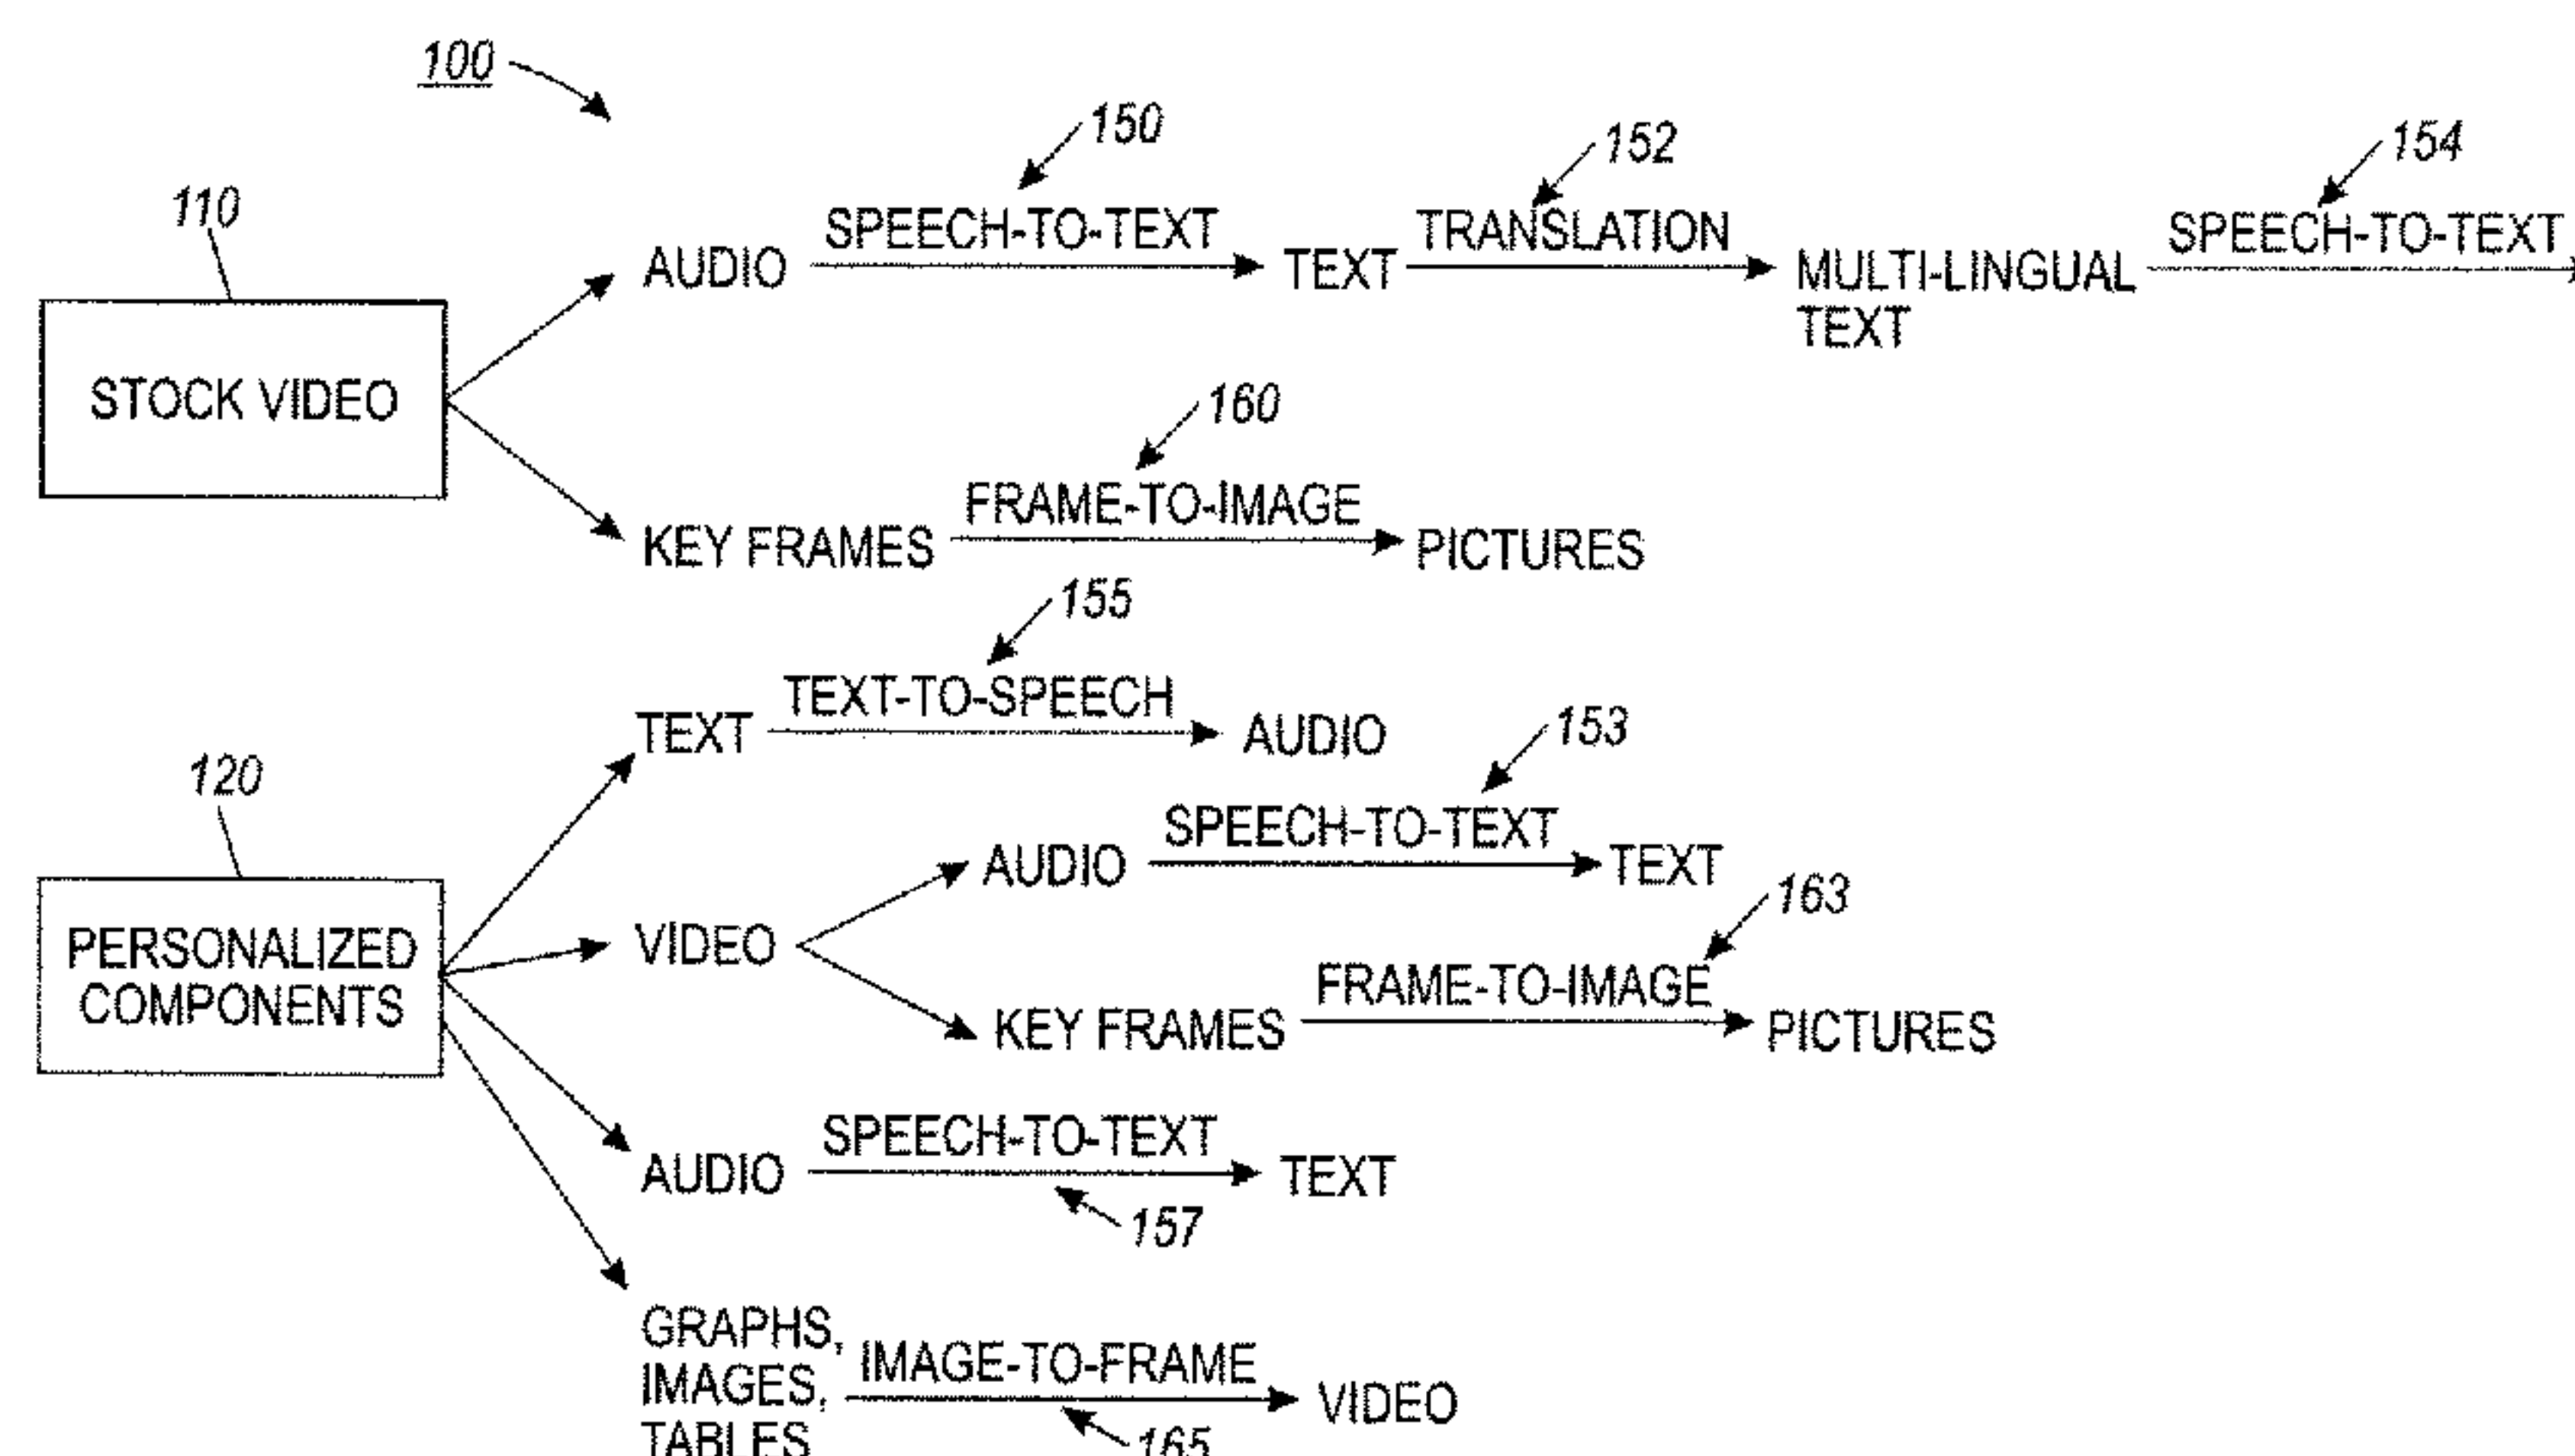 100
150
152
154
110
SPEECH-TO-TEXT
TRANSLATION
SPEECH-TO-TEXT
AUDIO
TEXT
MULTI-LINGUAL
TEXT
STOCK VIDEO
160
FRAME-TO-IMAGE
KEY FRAMES
PICTURES
155
TEXT-TO-SPEECH
TEXT
AUDIO
153
120
SPEECH-TO-TEXT
AUDIO
TEXT
163
PERSONALIZED
COMPONENTS
VIDEO
FRAME-TO-IMAGE
KEY FRAMES
PICTURES
SPEECH-TO-TEXT
AUDIO
TEXT
157
GRAPHS,
IMAGES,
TABLES
IMAGE-TO-FRAME
VIDEO
165